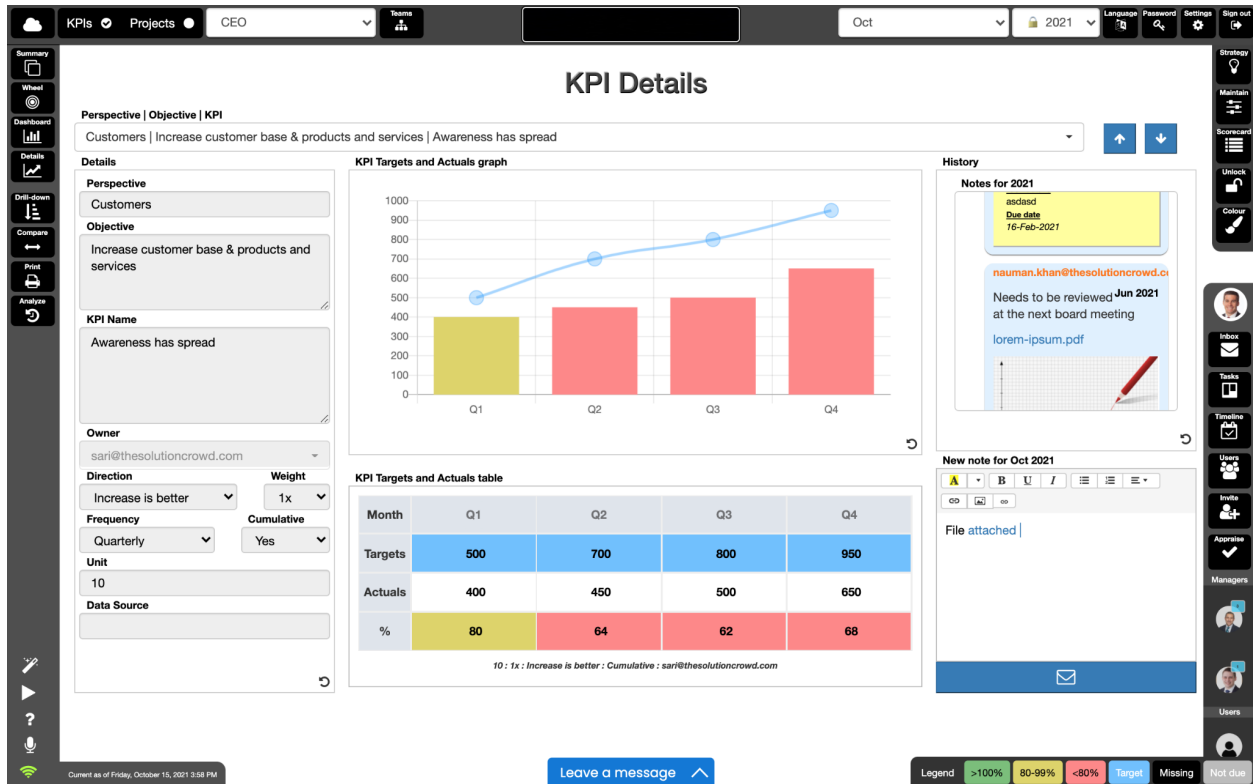 KPIs Projects CEO Teams Oct 2021 Language Password Settings Sign out
Summary
Wheel
Dashboard
Details
Drill-down
Compare
Print
Analyze
KPI Details
Perspective | Objective | KPI
Customers | Increase customer base & products and services | Awareness has spread
Details
Perspective
Customers
Objective
Increase customer base & products and
services
KPI Name
Awareness has spread
Owner
sari@thesolutioncrowd.com
Direction Weight
Increase is better 1x
Frequency Cumulative
Quarterly Yes
Unit
10
Data Source
KPI Targets and Actuals graph
1000
900
800
700
600
500
400
300
200
100
0
Q1 Q2 Q3 Q4
KPI Targets and Actuals table
Month Q1 Q2 Q3 Q4
Targets 500 700 800 950
Actuals 400 450 500 650
% 80 64 62 68
10 : 1x : Increase is better : Cumulative : sari@thesolutioncrowd.com
History
Notes for 2021
asdasd
Due date
16-Feb-2021
nauman.khan@thesolutioncrowd.co
Needs to be reviewed Jun 2021
at the next board meeting
lorem-ipsum.pdf
New note for Oct 2021
A B U I
File attached
Strategy
Maintain
Scorecard
Unlock
Colour
Inbox
Tasks
Timeline
Users
Invite
Appraise
Managers
Users
?
Current as of Friday, October 15, 2021 3:58 PM
Leave a message
Legend >100% 80-99% <80% Target Missing Not due